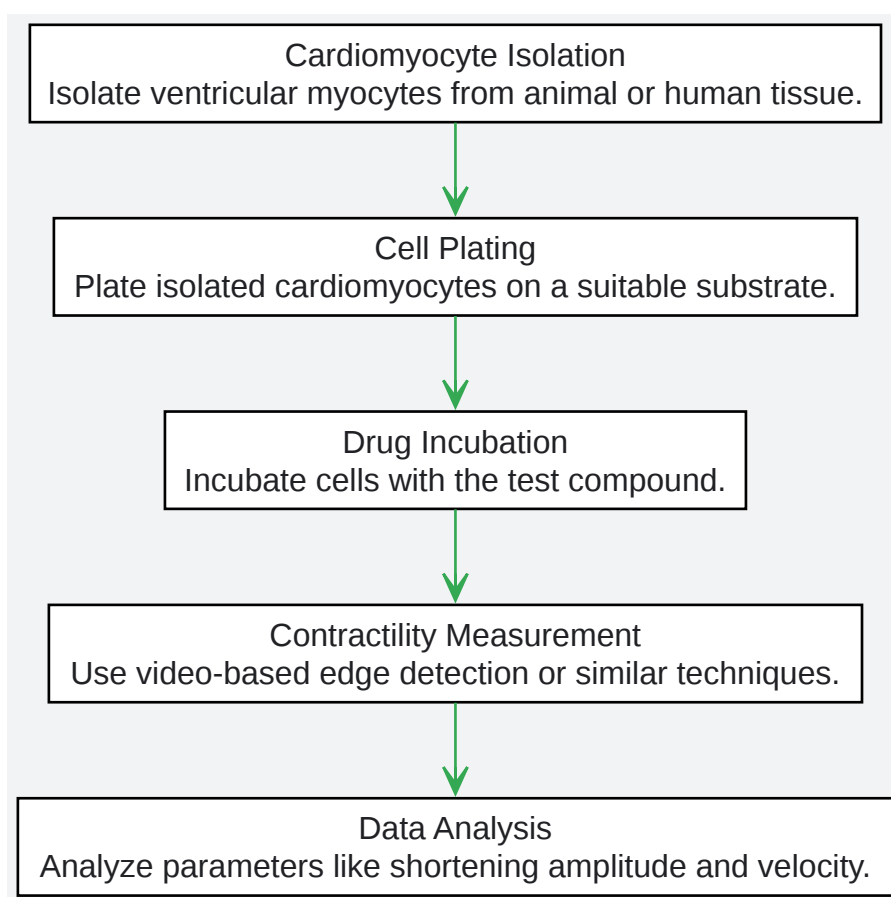 Cardiomyocyte Isolation
Isolate ventricular myocytes from animal or human tissue.
Cell Plating
Plate isolated cardiomyocytes on a suitable substrate.
Drug Incubation
Incubate cells with the test compound.
Contractility Measurement
Use video-based edge detection or similar techniques.
Data Analysis
Analyze parameters like shortening amplitude and velocity.